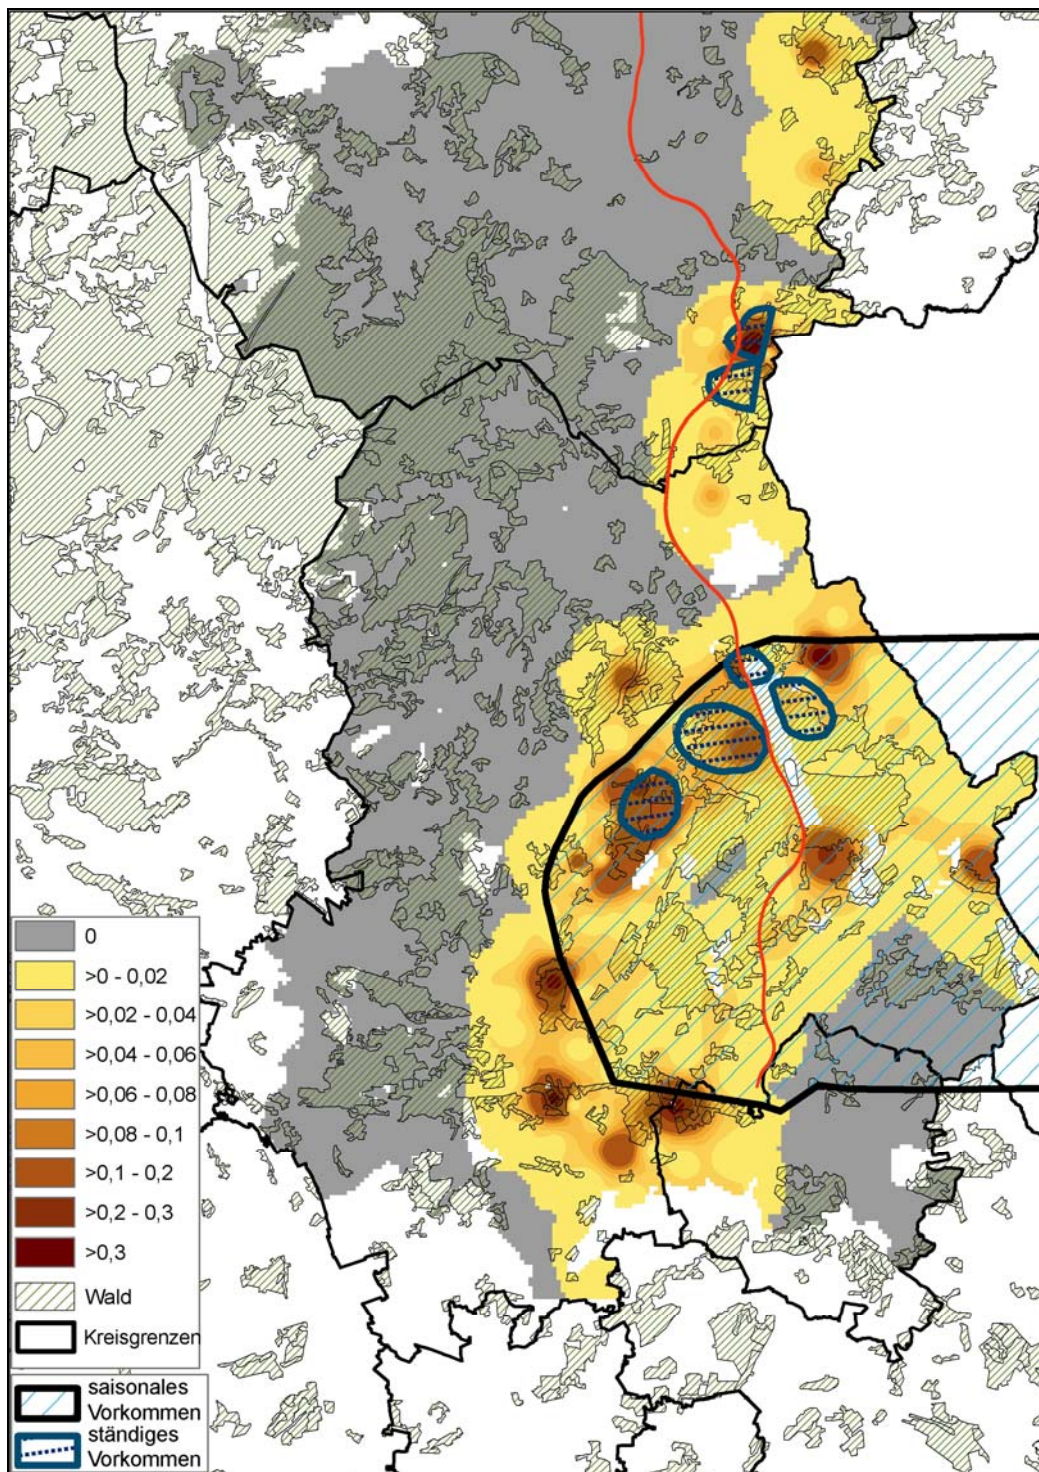 0
>0 - 0,02
>0,02 - 0,04
>0,04 - 0,06
>0,06 - 0,08
>0,08 - 0,1
>0,1 - 0,2
>0,2 - 0,3
>0,3
Wald
Kreisgrenzen
saisonales
Vorkommen
ständiges
Vorkommen